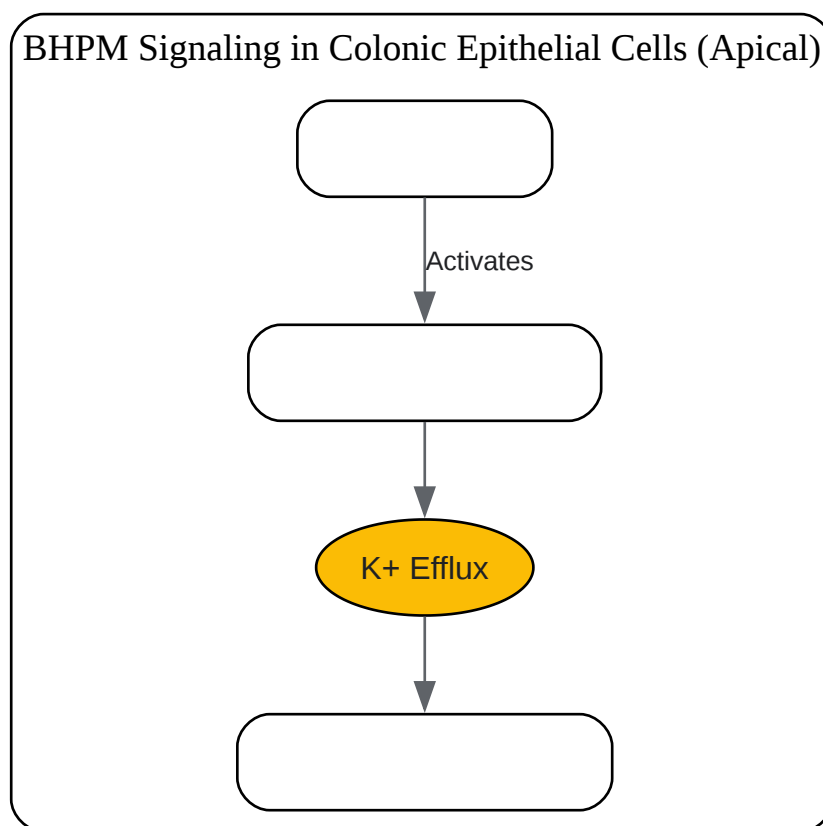 BHPM Signaling in Colonic Epithelial Cells (Apical)
Activates
K+ Efflux